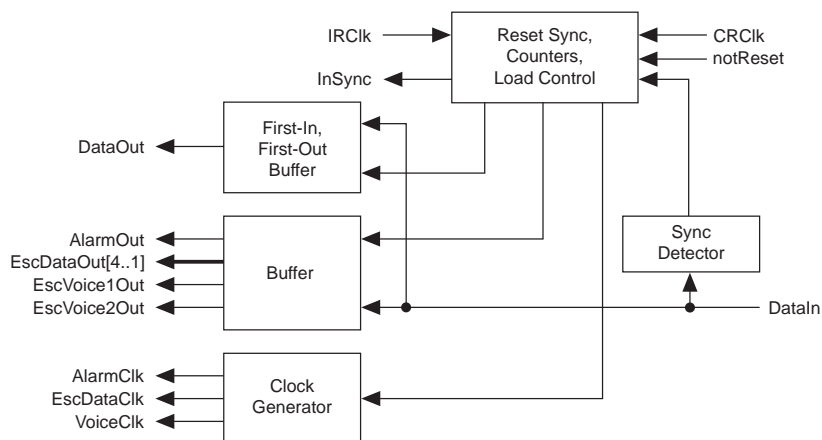 IRClk
Reset Sync,
Counters,
Load Control
CRClk
notReset
InSync
DataOut
First-In,
First-Out
Buffer
AlarmOut
EscDataOut[4..1]
EscVoice1Out
EscVoice2Out
Buffer
Sync
Detector
DataIn
AlarmClk
EscDataClk
VoiceClk
Clock
Generator